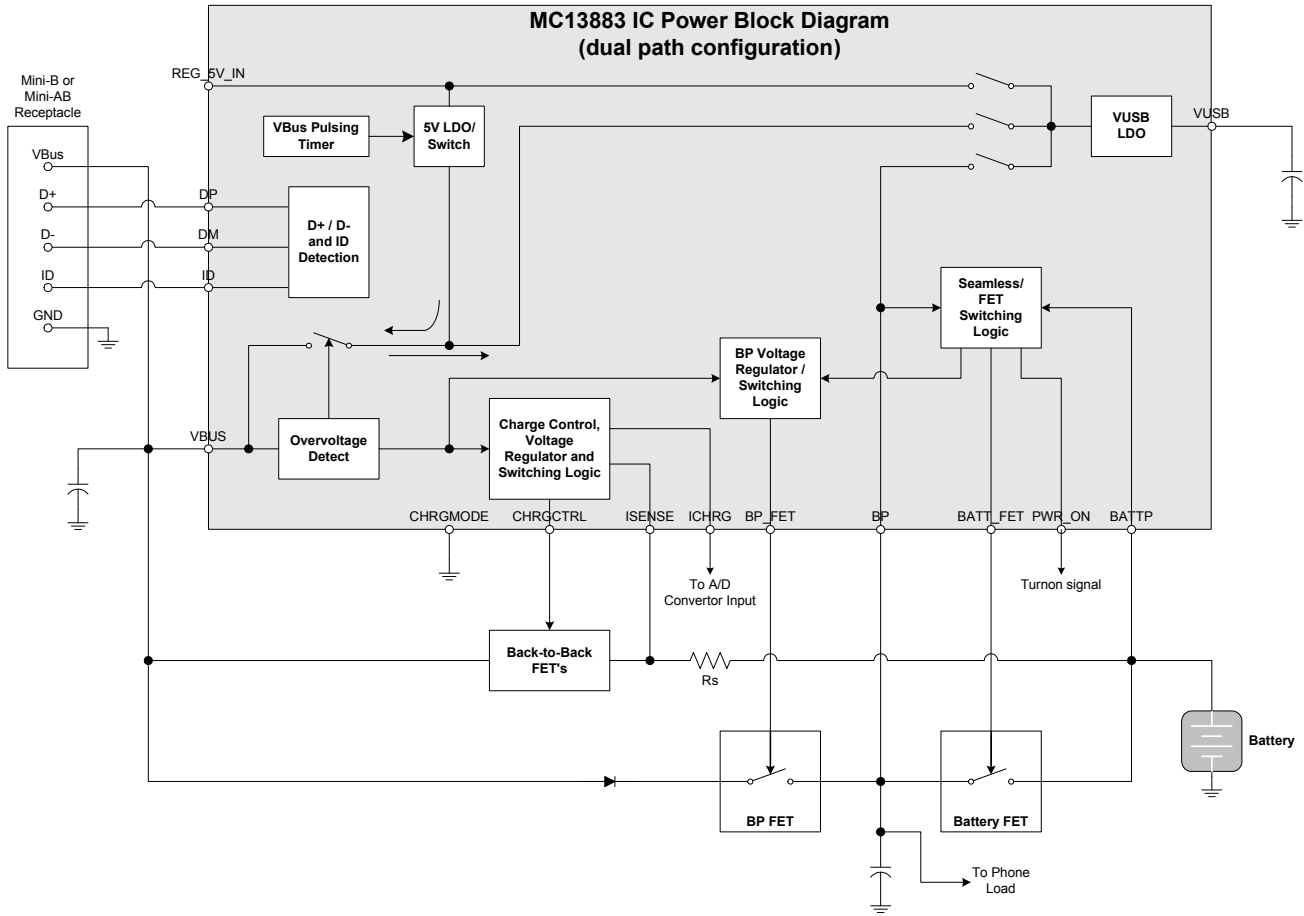 MC13883 IC Power Block Diagram
(dual path configuration)
Mini-B or
Mini-AB
Receptacle
VBus
D+
D-
ID
GND
REG_5V_IN
VBus Pulsing
Timer
5V LDO/
Switch
VUSB
LDO
VUSB
DP
DM
ID
D+ / D-
and ID
Detection
Seamless/
FET
Switching
Logic
BP Voltage
Regulator /
Switching
Logic
VBUS
Overvoltage
Detect
Charge Control,
Voltage
Regulator and
Switching Logic
CHRGMODE
CHRGCTRL
ISENSE
ICHRG
BP_FET
BP
BATT_FET
PWR_ON
BATTP
To A/D
Convertor Input
Turnon signal
Back-to-Back
FET's
Rs
Battery
BP FET
Battery FET
To Phone
Load